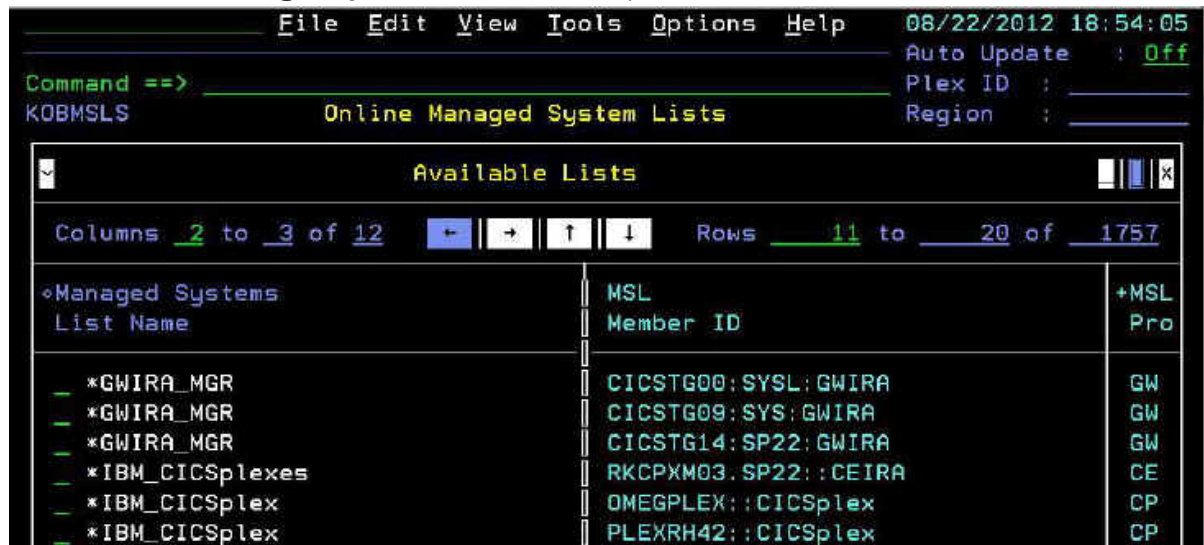 File Edit View Tools Options Help 08/22/2012 18:54:05
Auto Update : Off
Command ==> Plex ID :
KOBMSLS Online Managed System Lists Region :
Available Lists
Columns 2 to 3 of 12 ← → ↑ ↓ Rows 11 to 20 of 1757
◦Managed Systems MSL +MSL
List Name Member ID Pro
_ *GWIRA_MGR CICSTG00:SYSL:GWIRA GW
_ *GWIRA_MGR CICSTG09:SYS:GWIRA GW
_ *GWIRA_MGR CICSTG14:SP22:GWIRA GW
_ *IBM_CICSplexes RKCPXM03.SP22::CEIRA CE
_ *IBM_CICSplex OMEGPLEX::CICSplex CP
_ *IBM_CICSplex PLEXRH42::CICSplex CP